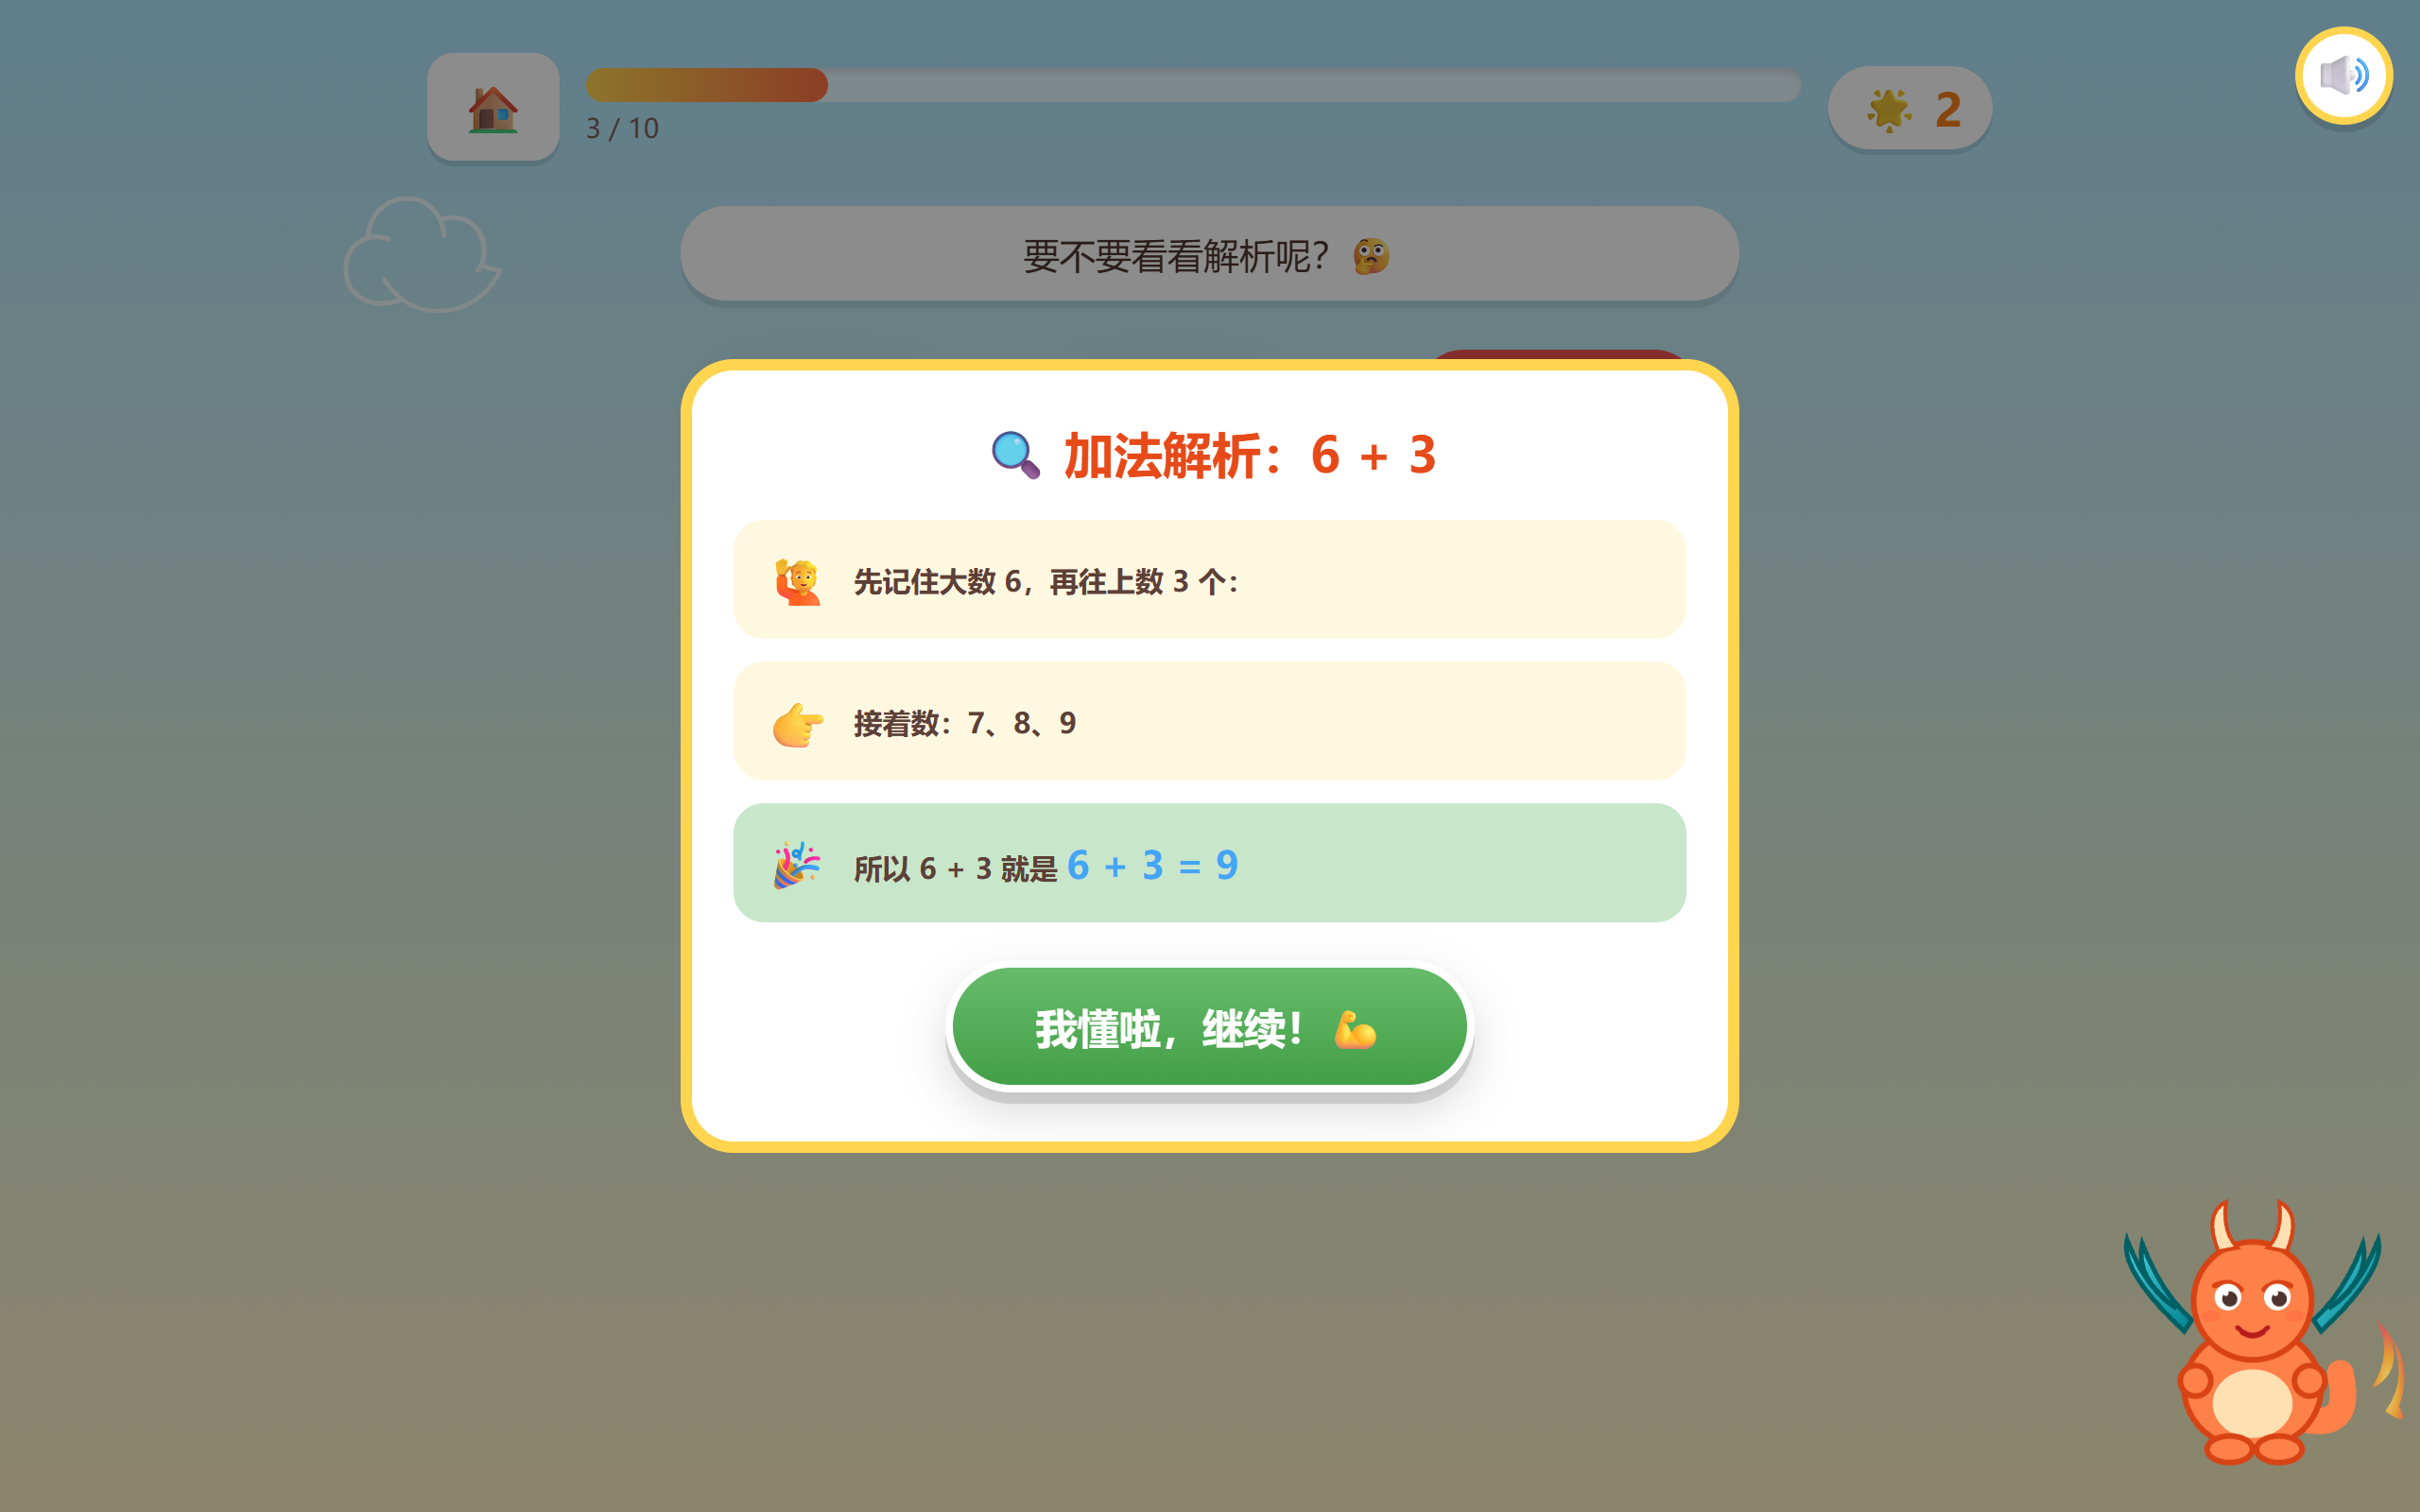 3 / 10
2
要不要看看解析呢？
加法解析：6 + 3
先记住大数 6，再往上数 3 个：
接着数：7、8、9
所以 6 + 3 就是 6 + 3 = 9
我懂啦，继续！